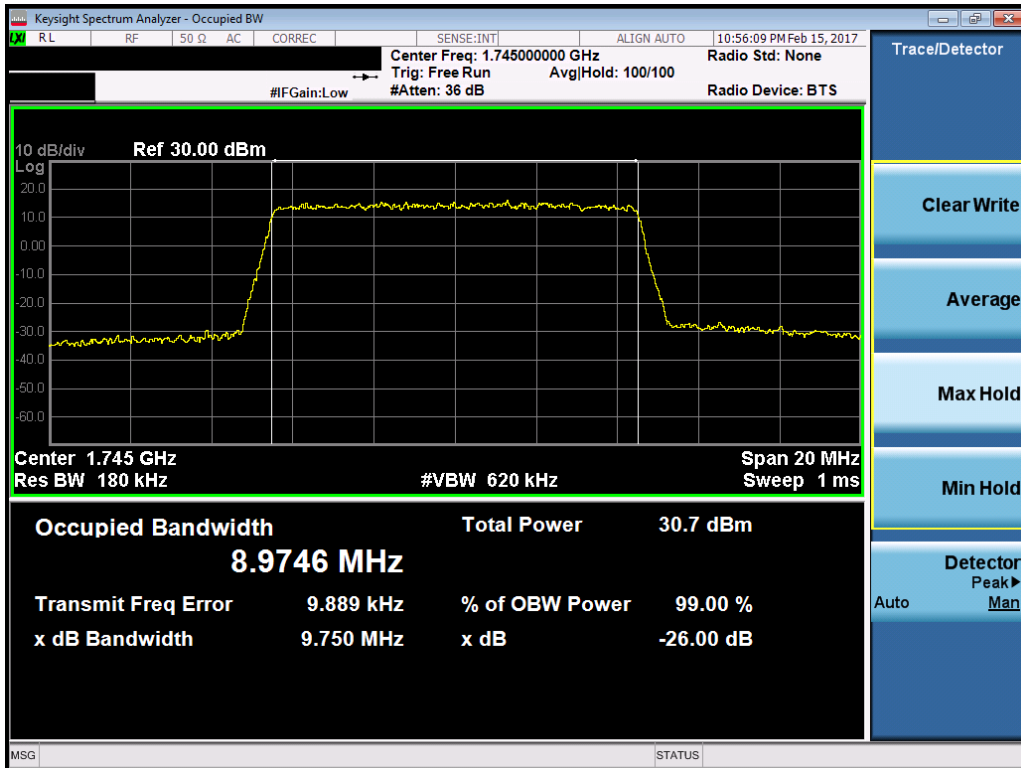 Keysight Spectrum Analyzer - Occupied BW
LXI RL RF 50 Ω AC CORREC SENSE:INT ALIGN AUTO 10:56:09 PM Feb 15, 2017
Center Freq: 1.745000000 GHz Radio Std: None
Trig: Free Run Avg|Hold: 100/100
#IFGain:Low #Atten: 36 dB Radio Device: BTS
10 dB/div Ref 30.00 dBm
Log
20.0
10.0
0.00
-10.0
-20.0
-30.0
-40.0
-50.0
-60.0
Center 1.745 GHz Span 20 MHz
Res BW 180 kHz #VBW 620 kHz Sweep 1 ms
Occupied Bandwidth Total Power 30.7 dBm
8.9746 MHz
Transmit Freq Error 9.889 kHz % of OBW Power 99.00 %
x dB Bandwidth 9.750 MHz x dB -26.00 dB
MSG STATUS
Trace/Detector
Clear Write
Average
Max Hold
Min Hold
Detector
Peak▶
Auto Man